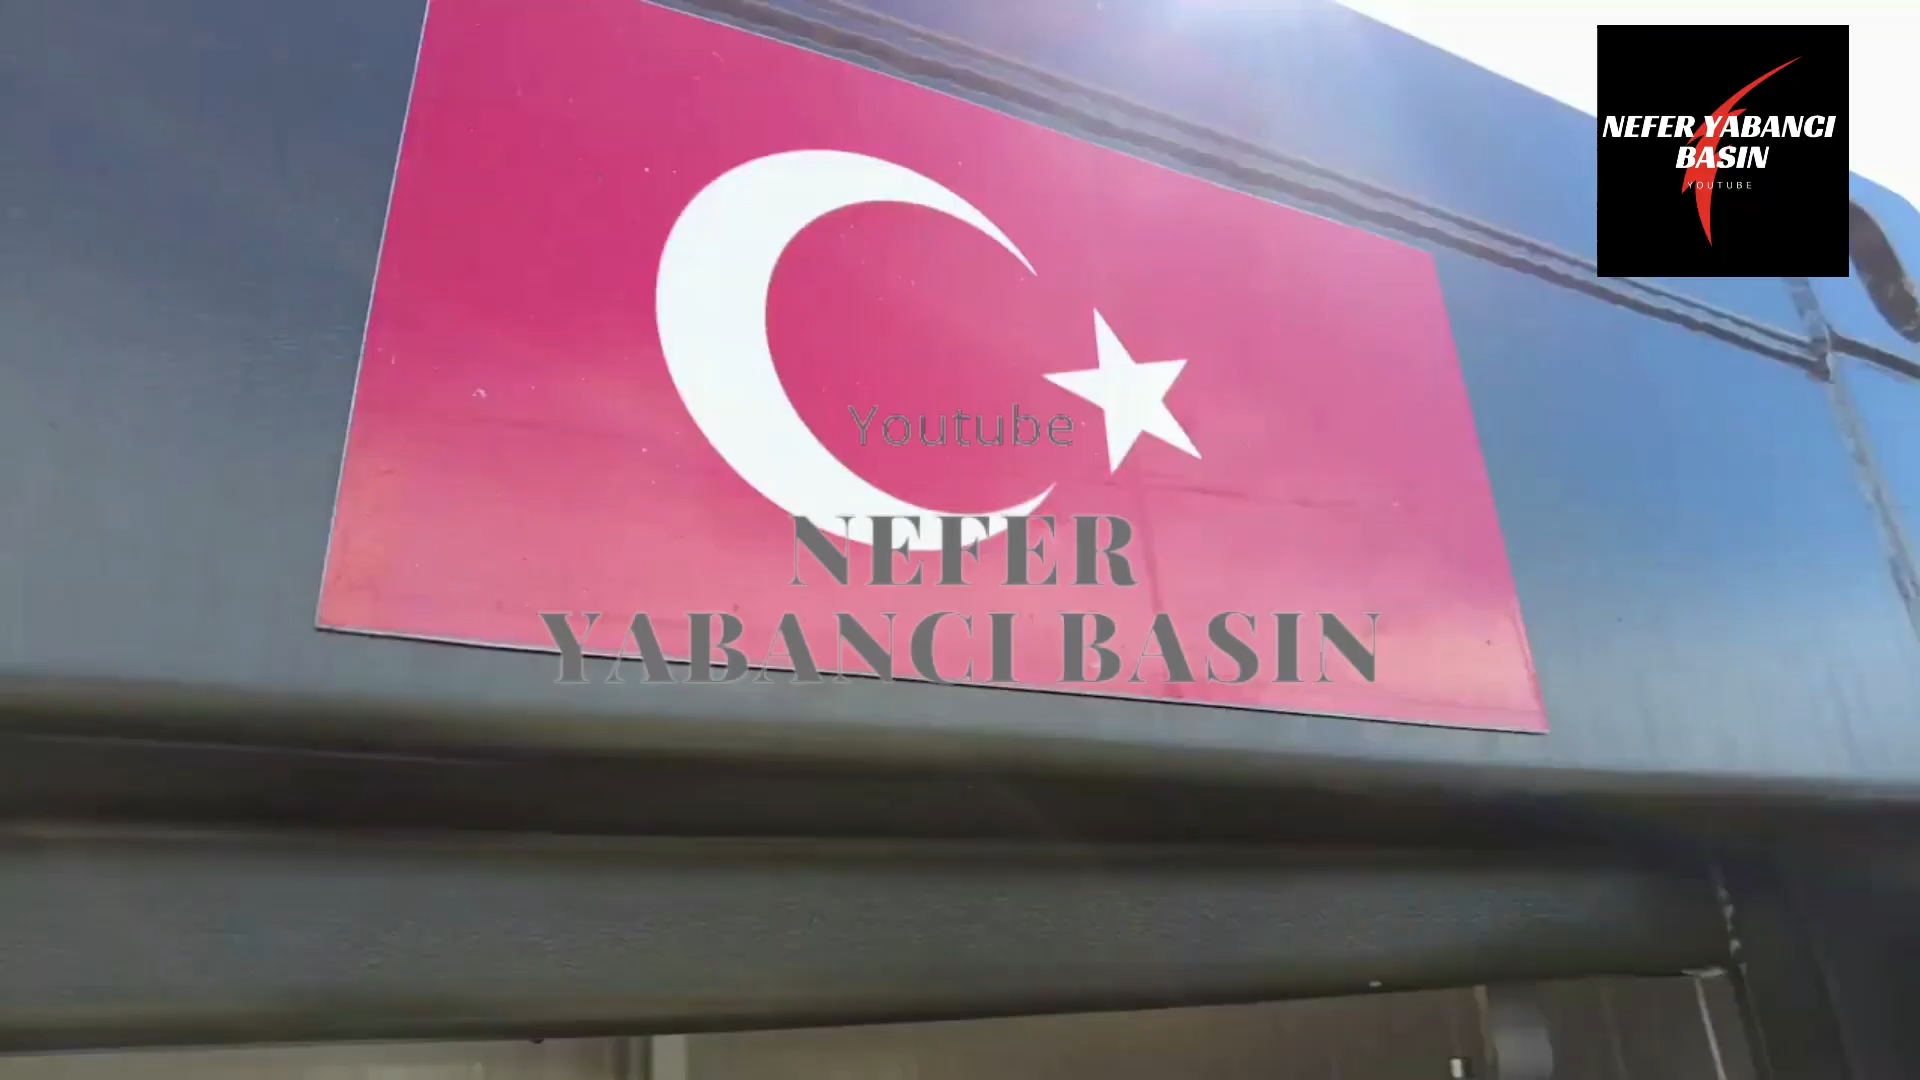 NEFER YABANCI
BASIN
YOUTUBE
Youtube
NEFER
YABANCI BASIN